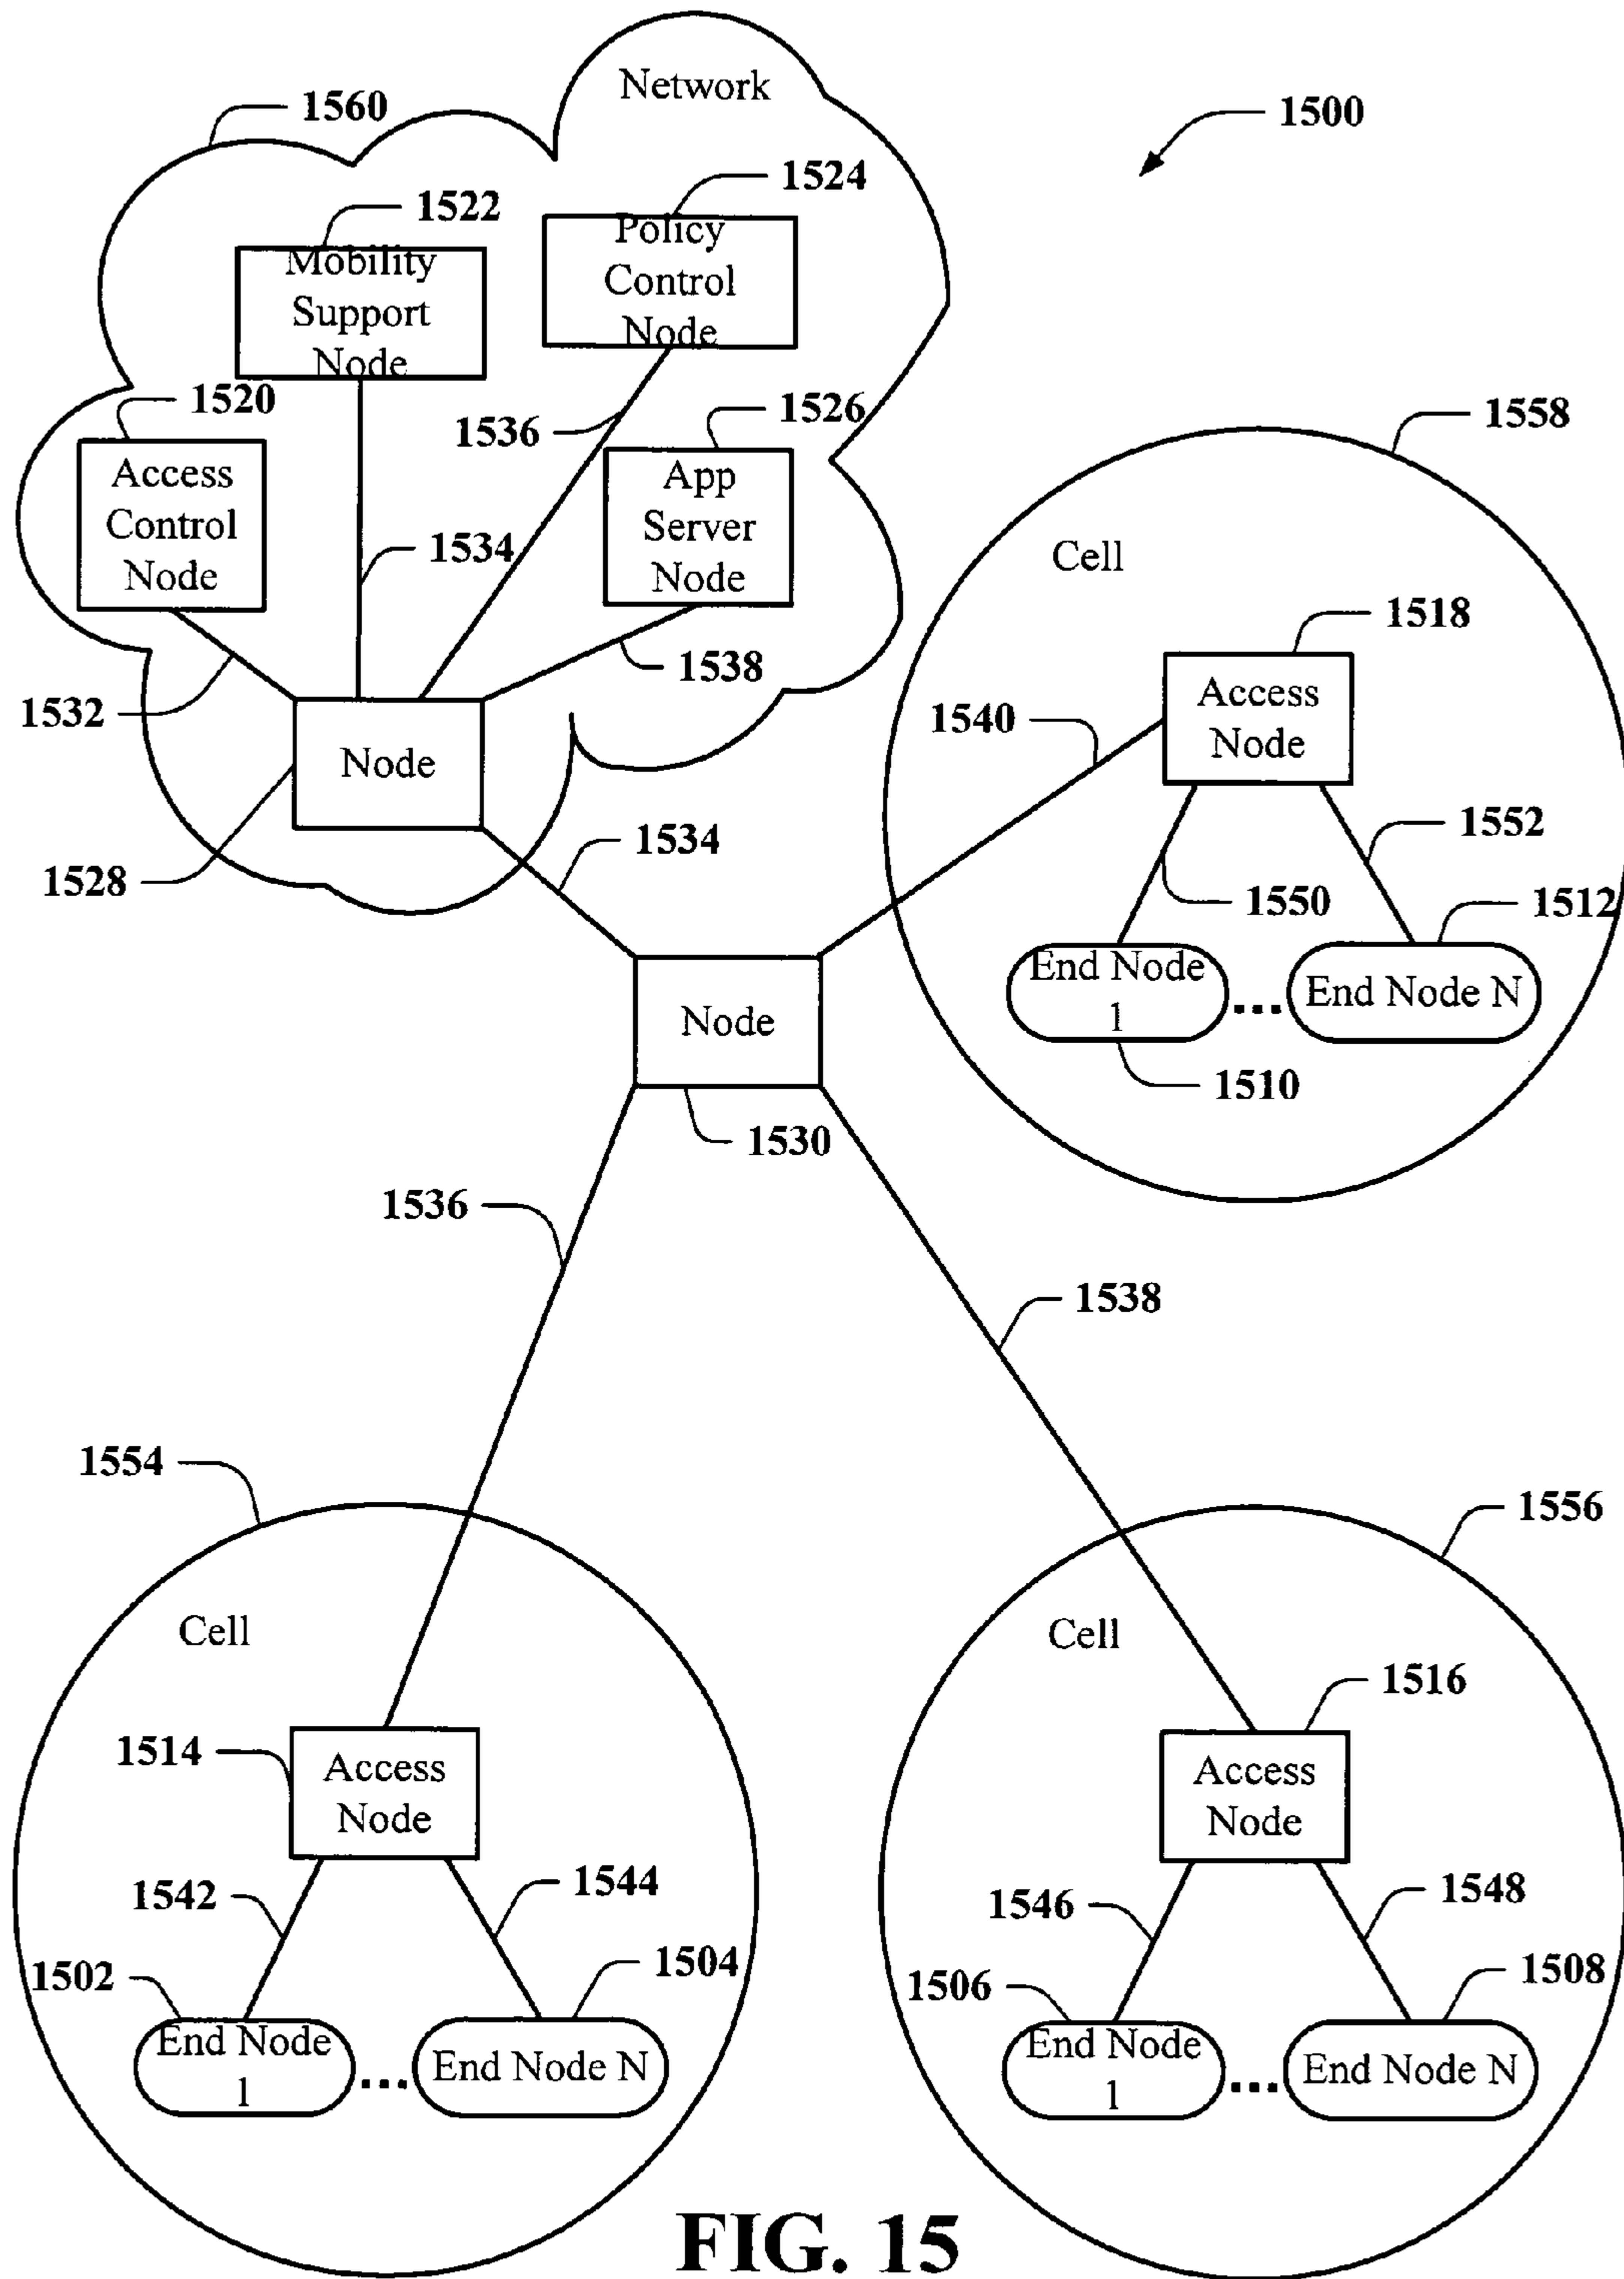 Network
1560
1500
1524
1522
Policy
Control
Node
Mobility
Support
Node
1520
1526
1536
1558
Access
Control
Node
App
Server
Node
1534
Cell
1518
1538
1532
1540
Access
Node
Node
1552
1534
1528
1550
1512
End Node
1
...
End Node N
Node
1510
1530
1536
1538
1554
1556
Cell
Cell
1516
1514
Access
Node
Access
Node
1542
1544
1546
1548
1502
1504
1506
1508
End Node
1
...
End Node N
End Node
1
...
End Node N
FIG. 15